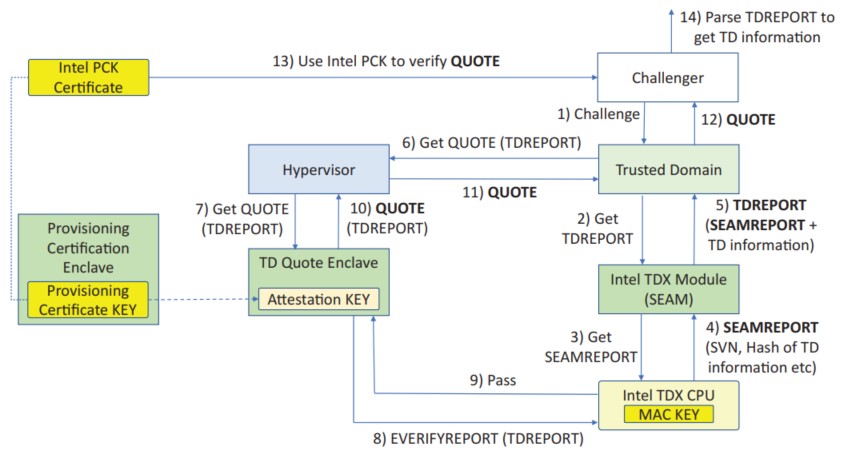 14) Parse TDREPORT to
get TD information
13) Use Intel PCK to verify QUOTE
Intel PCK
Certificate
Challenger
1) Challenge
12) QUOTE
6) Get QUOTE (TDREPORT)
Hypervisor
Trusted Domain
11) QUOTE
7) Get QUOTE
(TDREPORT)
10) QUOTE
(TDREPORT)
2) Get
TDREPORT
5) TDREPORT
(SEAMREPORT +
TD information)
Provisioning
Certification
Enclave
Provisioning
Certificate KEY
TD Quote Enclave
Attestation KEY
Intel TDX Module
(SEAM)
3) Get
SEAMREPORT
4) SEAMREPORT
(SVN, Hash of TD
information etc)
9) Pass
Intel TDX CPU
MAC KEY
8) EVERIFYREPORT (TDREPORT)